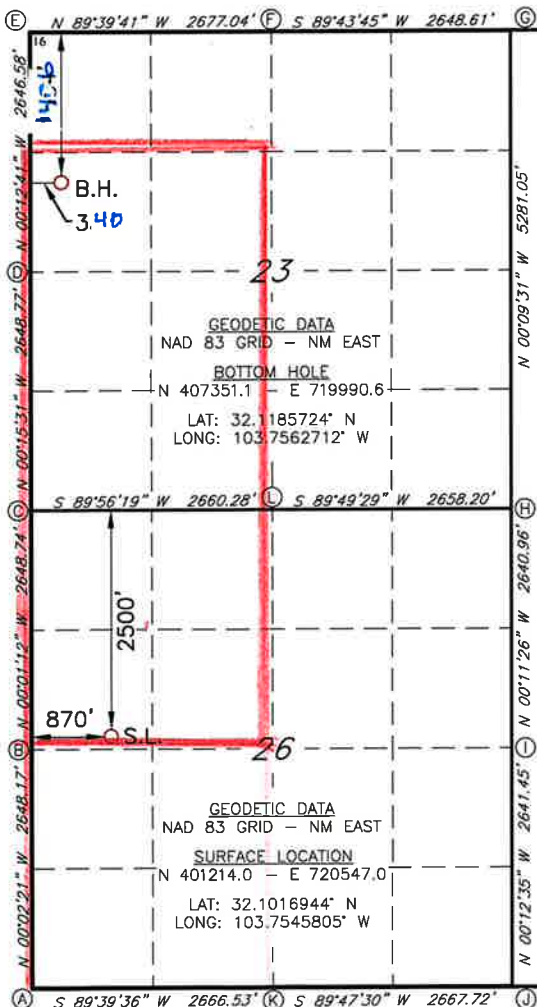 E N 89°39'41" W 2677.04' F S 89°43'45" W 2648.61' G
16
N 00°12'41" W 2646.58'
B.H.
3.40
N 00°09'31" W 5281.05'
D
23
N 00°15'31" W 2648.77'
GEODETIC DATA
NAD 83 GRID – NM EAST
BOTTOM HOLE
N 407351.1 – E 719990.6
LAT: 32.1185724° N
LONG: 103.7562712° W
C S 89°56'19" W 2660.28' L S 89°49'29" W 2658.20' H
N 00°01'12" W 2648.74'
2500'
N 00°11'26" W 2640.96'
870'
S.L.
B
26
I
N 00°02'21" W 2648.17'
GEODETIC DATA
NAD 83 GRID – NM EAST
SURFACE LOCATION
N 401214.0 – E 720547.0
LAT: 32.1016944° N
LONG: 103.7545805° W
N 00°12'35" W 2641.45'
A S 89°39'36" W 2666.53' K S 89°47'30" W 2667.72' J